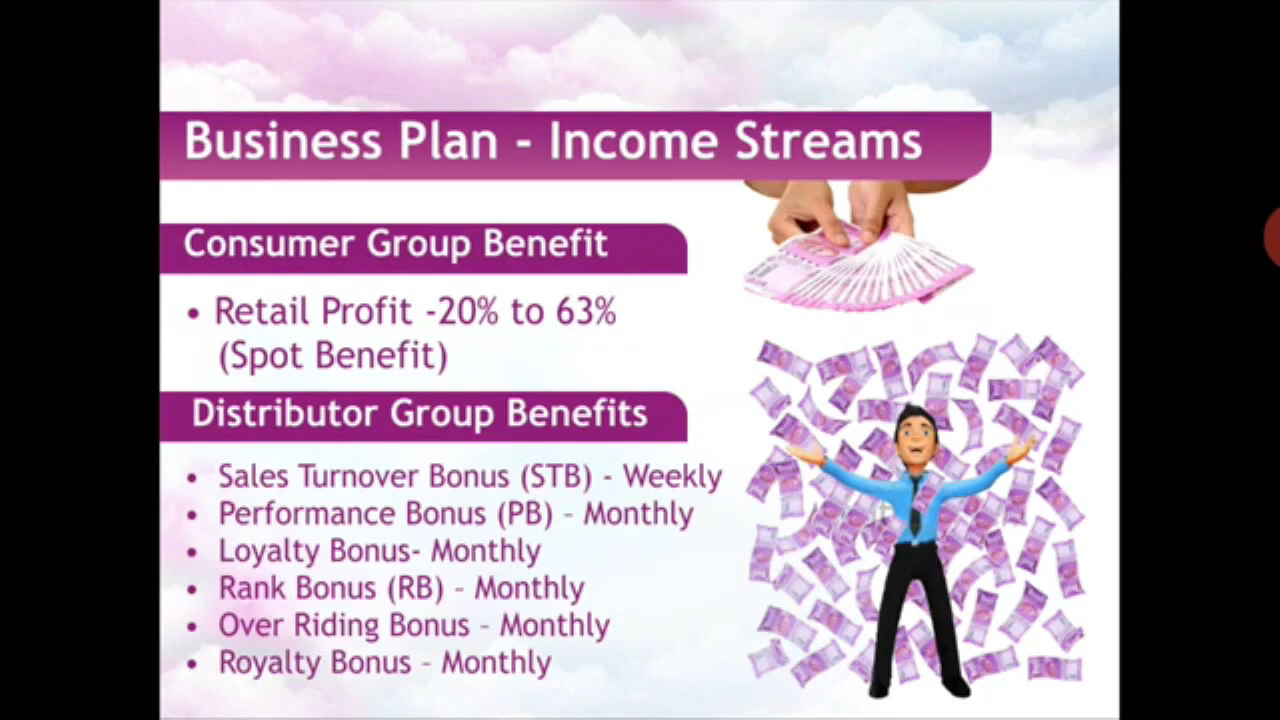 Business Plan - Income Streams
Consumer Group Benefit
• Retail Profit -20% to 63%
(Spot Benefit)
Distributor Group Benefits
• Sales Turnover Bonus (STB) - Weekly
• Performance Bonus (PB) – Monthly
• Loyalty Bonus- Monthly
• Rank Bonus (RB) – Monthly
• Over Riding Bonus – Monthly
• Royalty Bonus – Monthly